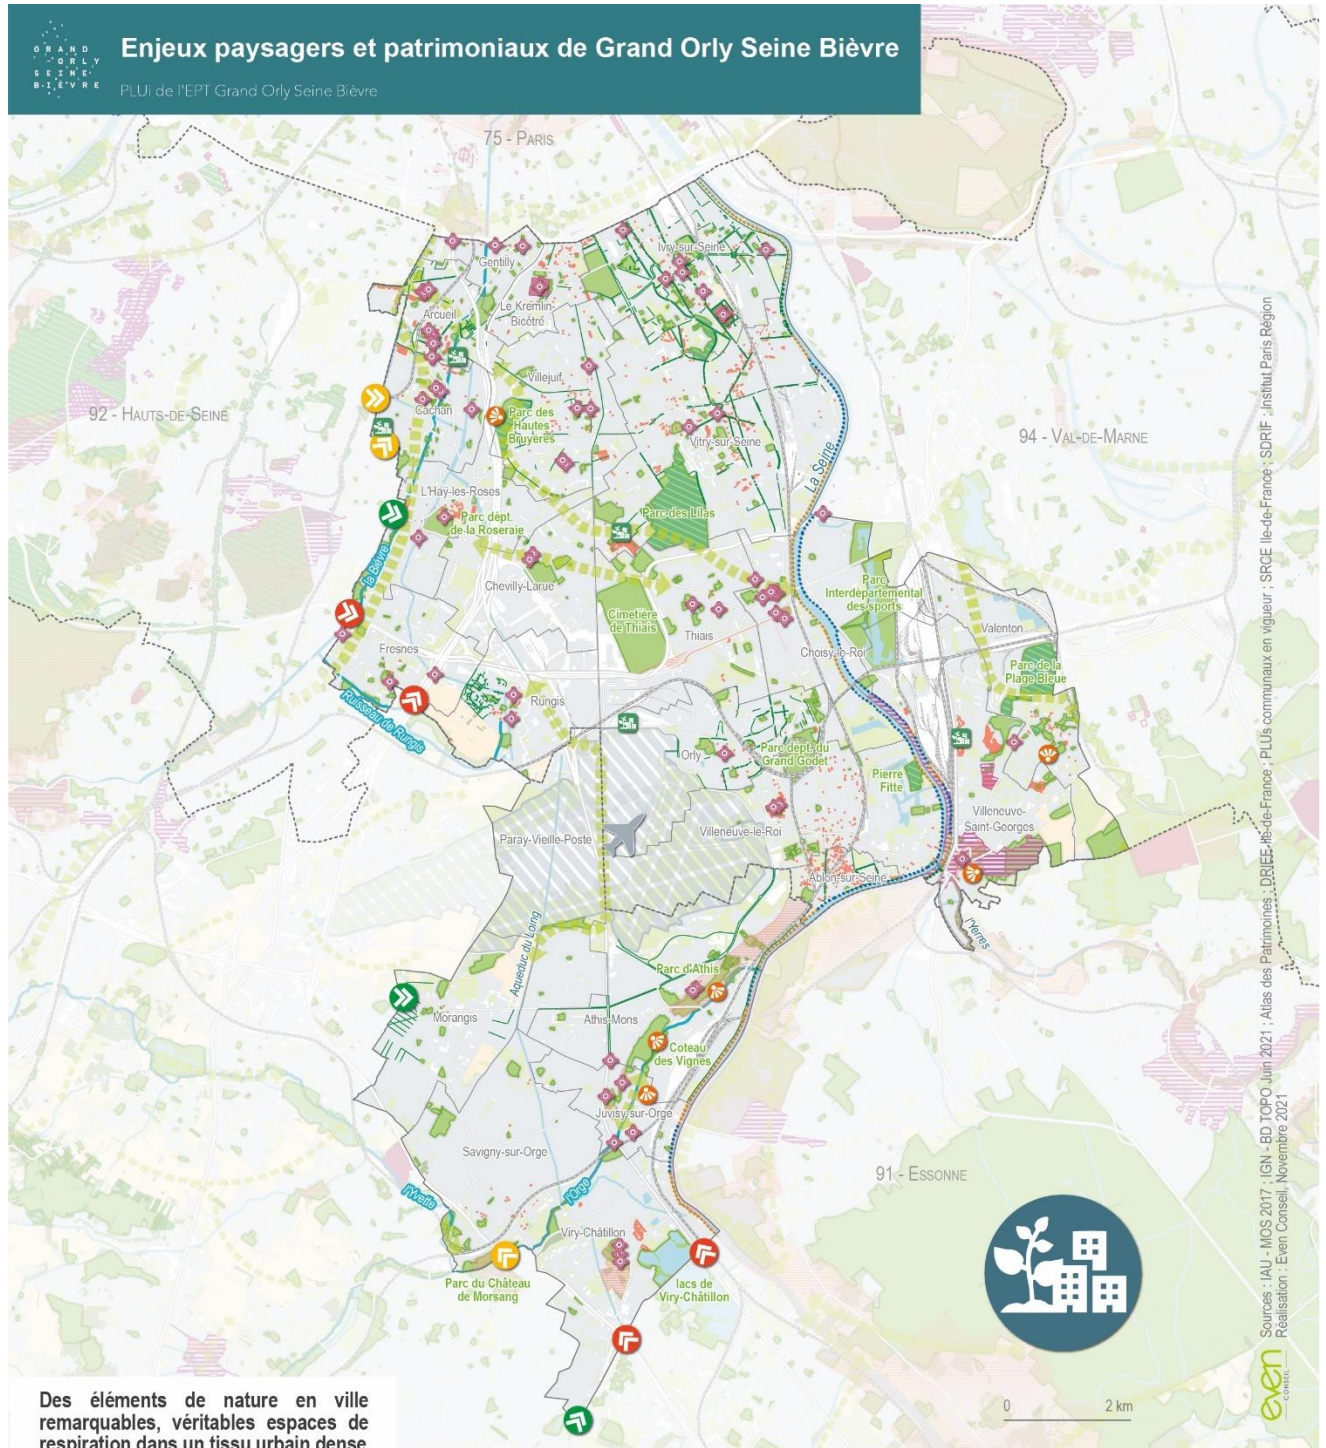 GRAND
ORLY
SEINE
BIÈVRE
Enjeux paysagers et patrimoniaux de Grand Orly Seine Bièvre
PLUi de l'EPT Grand Orly Seine Bièvre
75 - PARIS
Ivry-sur-Seine
Gentilly
Le Kremlin-
Bicêtre
Arcueil
Villejuif
92 - HAUTS-DE-SEINE
Cachan
Parc des
Hautes
Bruyères
Vitry-sur-Seine
94 - VAL-DE-MARNE
La Seine
L'Haÿ-les-Roses
Parc dépt.
de la Roseraie
Parc des Lilas
la Bièvre
Chevilly-Larue
Parc
Interdépartemental
des sports
Cimetière
de Thiais
Thiais
Valenton
Fresnes
Choisy-le-Roi
Parc de la
Plage Bleue
Ruisseau de Rungis
Rungis
Orly
Parc dépt. du
Grand Godet
Pierre
Fitte
Paray-Vieille-Poste
Villeneuve-le-Roi
Villeneuve-
Saint-Georges
Ablon-sur-Seine
l'Yerres
Aqueduc du Loing
Parc d'Athis
Morangis
Athis-Mons
Coteau
des Vignes
Juvisy-sur-Orge
Savigny-sur-Orge
91 - ESSONNE
l'Yvette
l'Orge
Viry-Châtillon
Parc du Château
de Morsang
lacs de
Viry-Châtillon
0 2 km
Des éléments de nature en ville
remarquables, véritables espaces de
respiration dans un tissu urbain dense
Sources : IAU - MOS 2017 ; IGN - BD TOPO Juin 2021 ; Atlas des Patrimoines ; DRIEE Ile-de-France ; PLUs communaux en vigueur ; SRCE Ile-de-France ; SDRIF ; Institut Paris Région
Réalisation : Even Conseil, Novembre 2021
even
CONSEIL